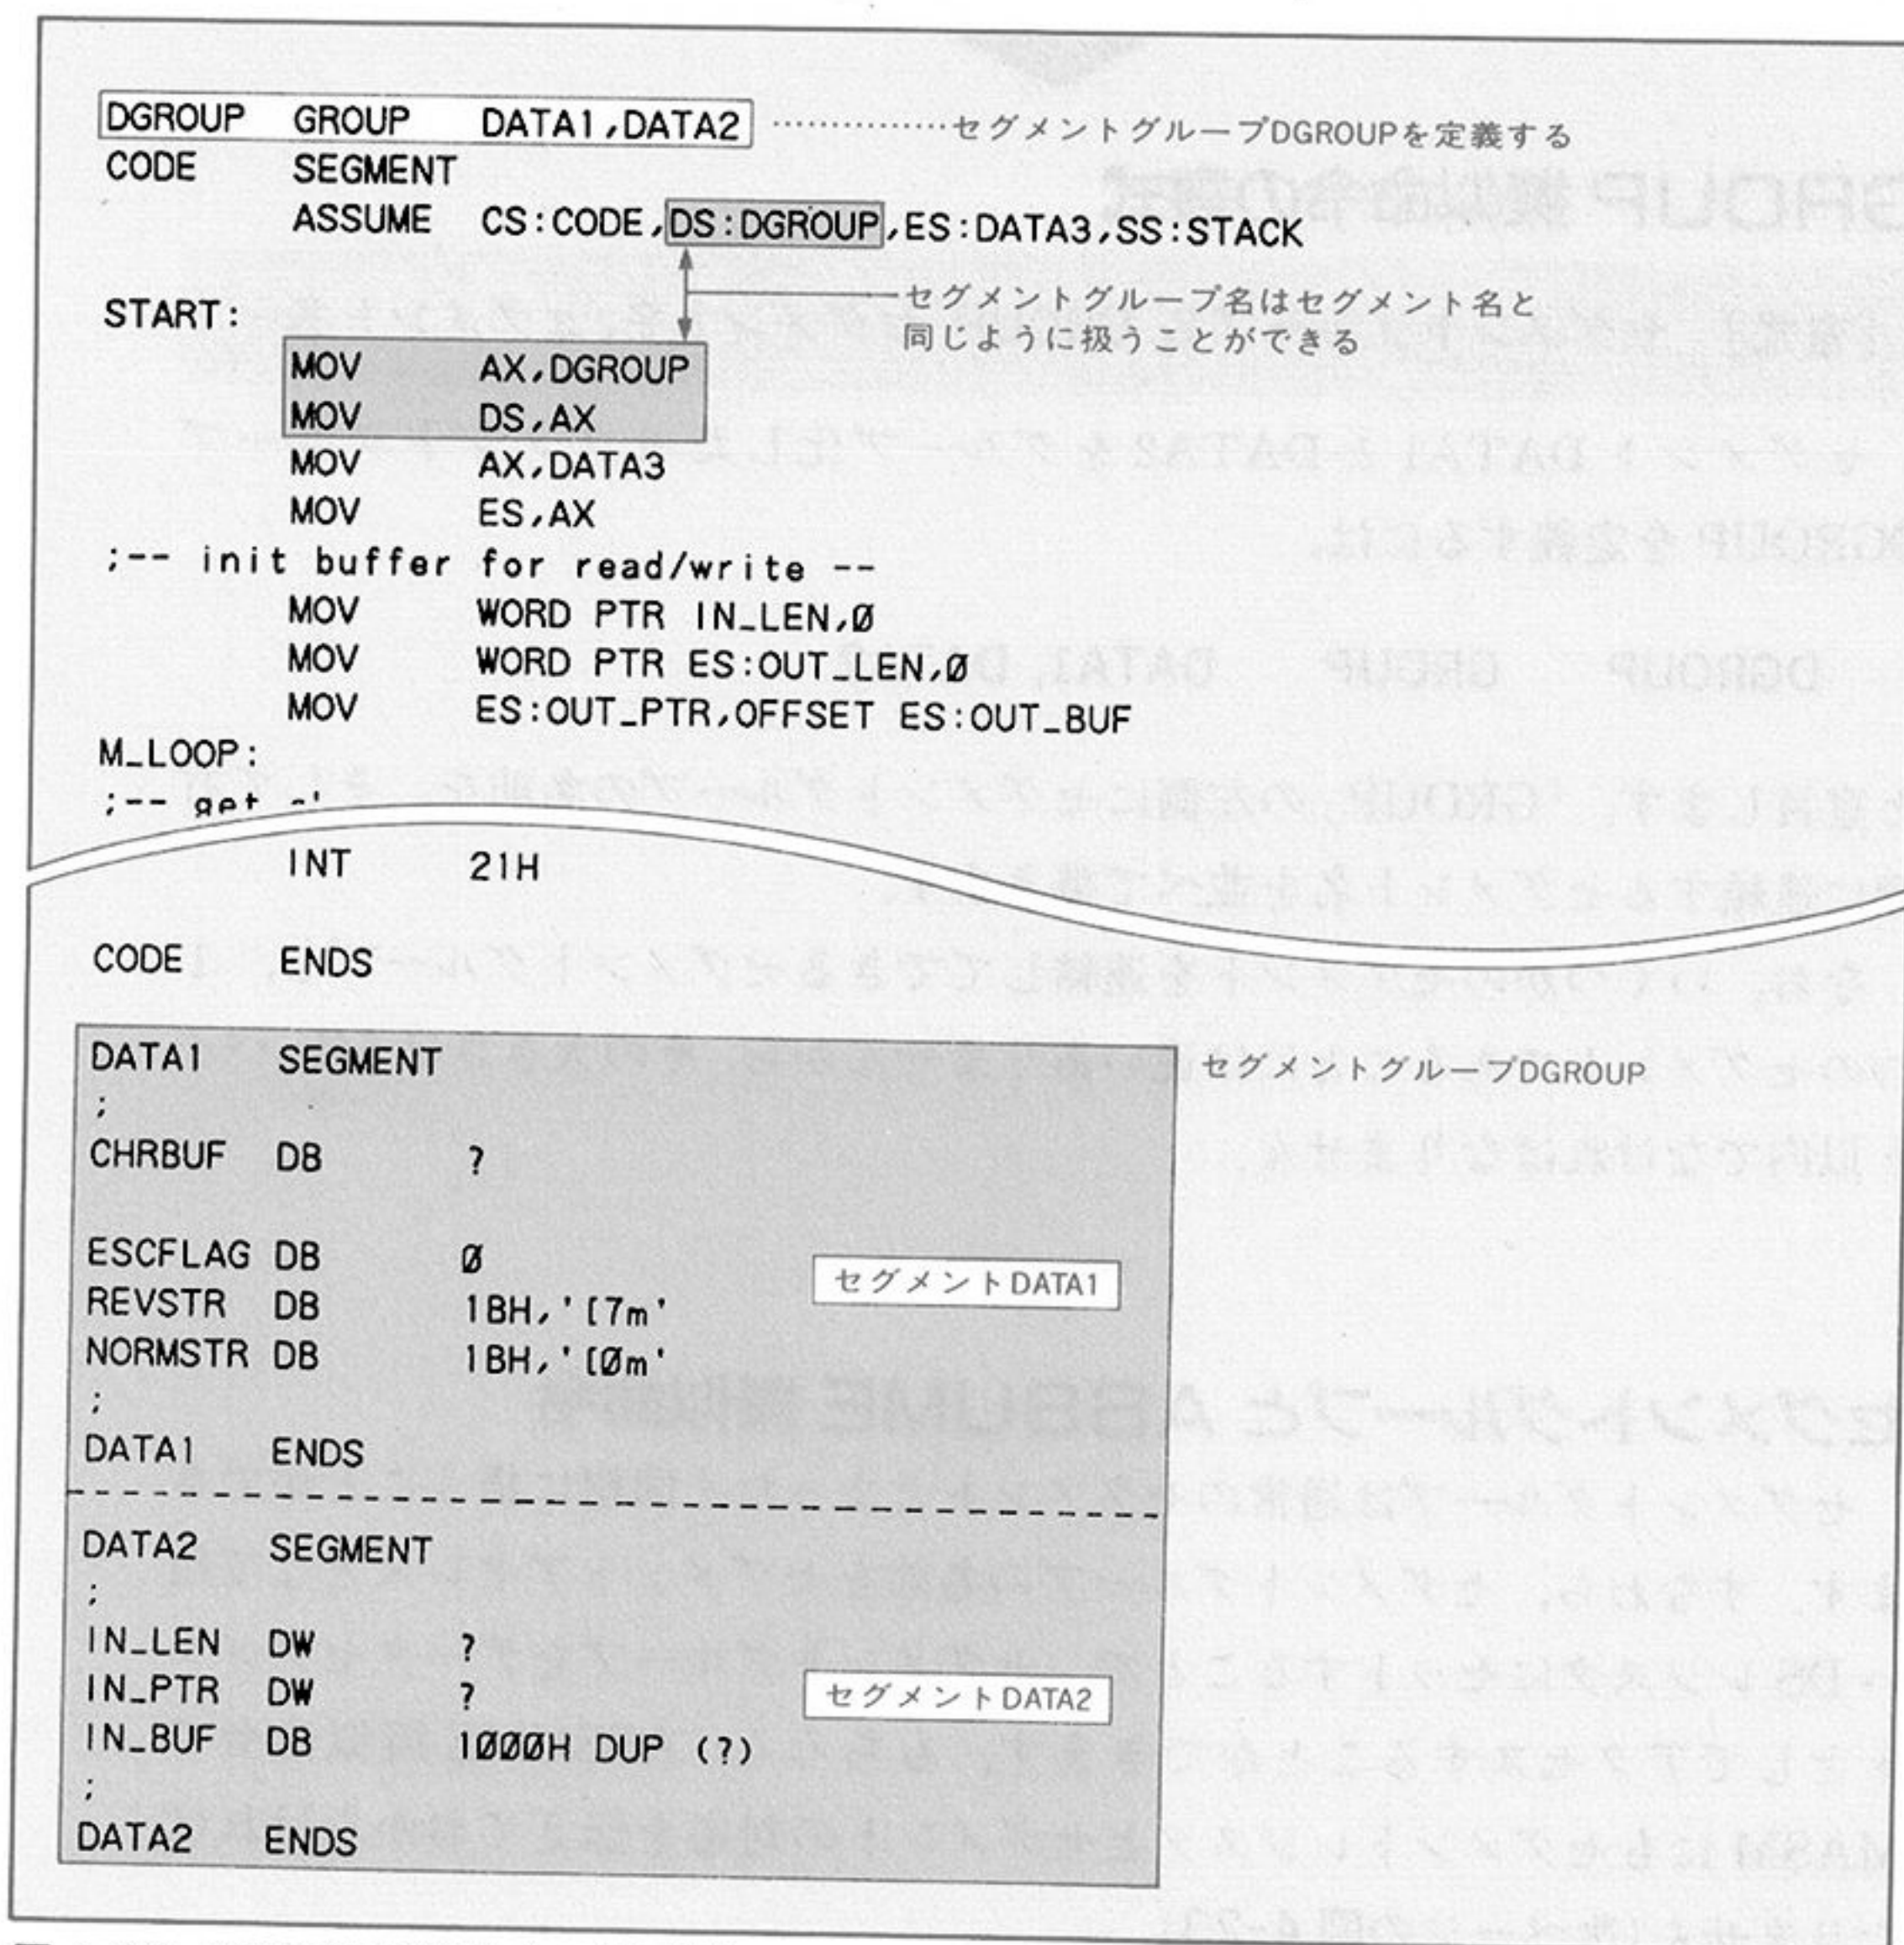 DGROUP GROUP DATA1,DATA2 ……………セグメントグループDGROUPを定義する
CODE SEGMENT
ASSUME CS:CODE,DS:DGROUP,ES:DATA3,SS:STACK
START:
セグメントグループ名はセグメント名と
同じように扱うことができる
MOV AX,DGROUP
MOV DS,AX
MOV AX,DATA3
MOV ES,AX
;-- init buffer for read/write --
MOV WORD PTR IN_LEN,0
MOV WORD PTR ES:OUT_LEN,0
MOV ES:OUT_PTR,OFFSET ES:OUT_BUF
M_LOOP:
;-- get
INT 21H
CODE ENDS
DATA1 SEGMENT
セグメントグループDGROUP
;
CHRBUF DB ?
ESCFLAG DB 0
セグメントDATA1
REVSTR DB 1BH,'[7m'
NORMSTR DB 1BH,'[0m'
;
DATA1 ENDS
DATA2 SEGMENT
;
IN_LEN DW ?
IN_PTR DW ?
セグメントDATA2
IN_BUF DB 1000H DUP (?)
;
DATA2 ENDS